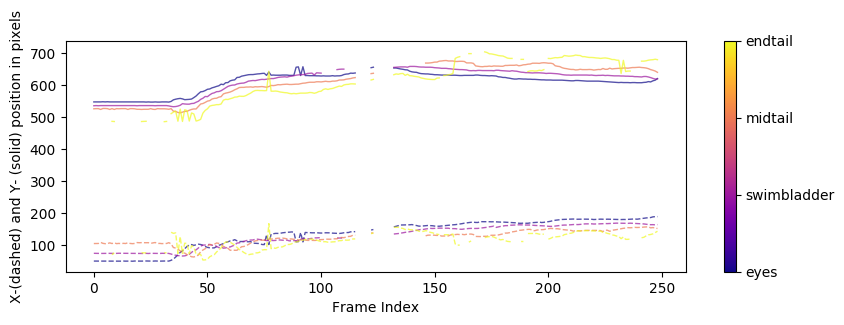 X-(dashed) and Y- (solid) position in pixels
700
600
500
400
300
200
100
0
50
100
150
200
250
Frame Index
endtail
midtail
swimbladder
eyes